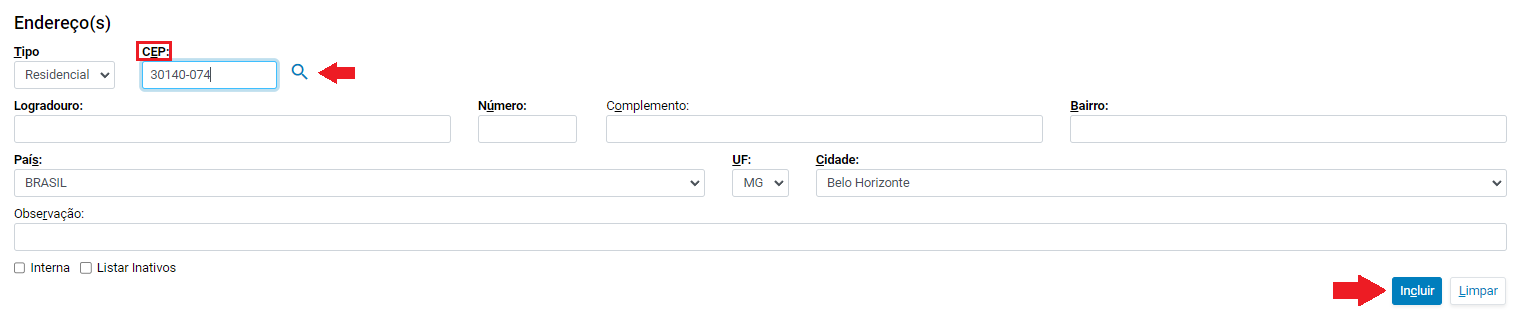 Endereço(s)
Tipo CEP:
Residencial 30140-074
Logradouro: Número: Complemento: Bairro:
País: UF: Cidade:
BRASIL MG Belo Horizonte
Observação:
Interna Listar Inativos
Incluir Limpar